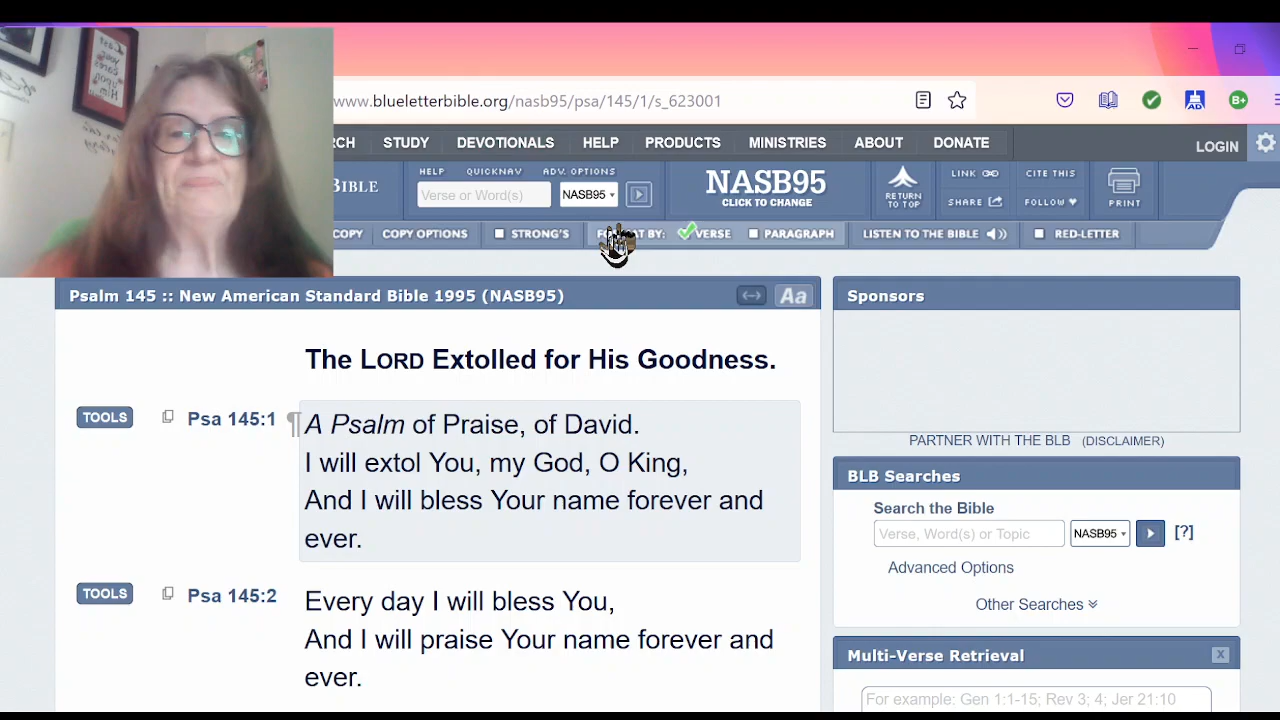 www.blueletterbible.org/nasb95/psa/145/1/s_623001
AD
B+
STUDY
DEVOTIONALS
HELP
PRODUCTS
MINISTRIES
ABOUT
DONATE
LOGIN
BIBLE
HELP
QUICKNAV
ADV. OPTIONS
Verse or Word(s)
NASB95
NASB95
CLICK TO CHANGE
RETURN
TO TOP
LINK
CITE THIS
SHARE
FOLLOW
PRINT
COPY
COPY OPTIONS
STRONG'S
BY:
VERSE
PARAGRAPH
LISTEN TO THE BIBLE
RED-LETTER
Psalm 145 :: New American Standard Bible 1995 (NASB95)
Aa
The LORD Extolled for His Goodness.
TOOLS
Psa 145:1
¶ A Psalm of Praise, of David.
I will extol You, my God, O King,
And I will bless Your name forever and
ever.
TOOLS
Psa 145:2
Every day I will bless You,
And I will praise Your name forever and
ever.
Sponsors
PARTNER WITH THE BLB (DISCLAIMER)
BLB Searches
Search the Bible
Verse, Word(s) or Topic
NASB95
[?]
Advanced Options
Other Searches
Multi-Verse Retrieval
X
For example: Gen 1:1-15; Rev 3; 4; Jer 21:10